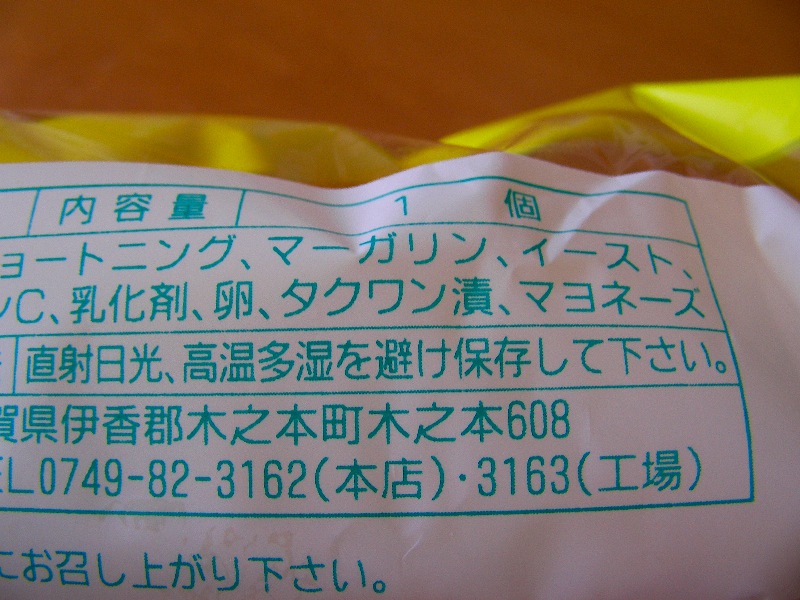 内容量 1 個
ョートニング、マーガリン、イースト、
C、乳化剤、卵、タクワン漬、マヨネーズ
直射日光、高温多湿を避け保存して下さい。
賀県伊香郡木之本町木之本608
EL0749-82-3162(本店)・3163(工場)
にお召し上がり下さい。